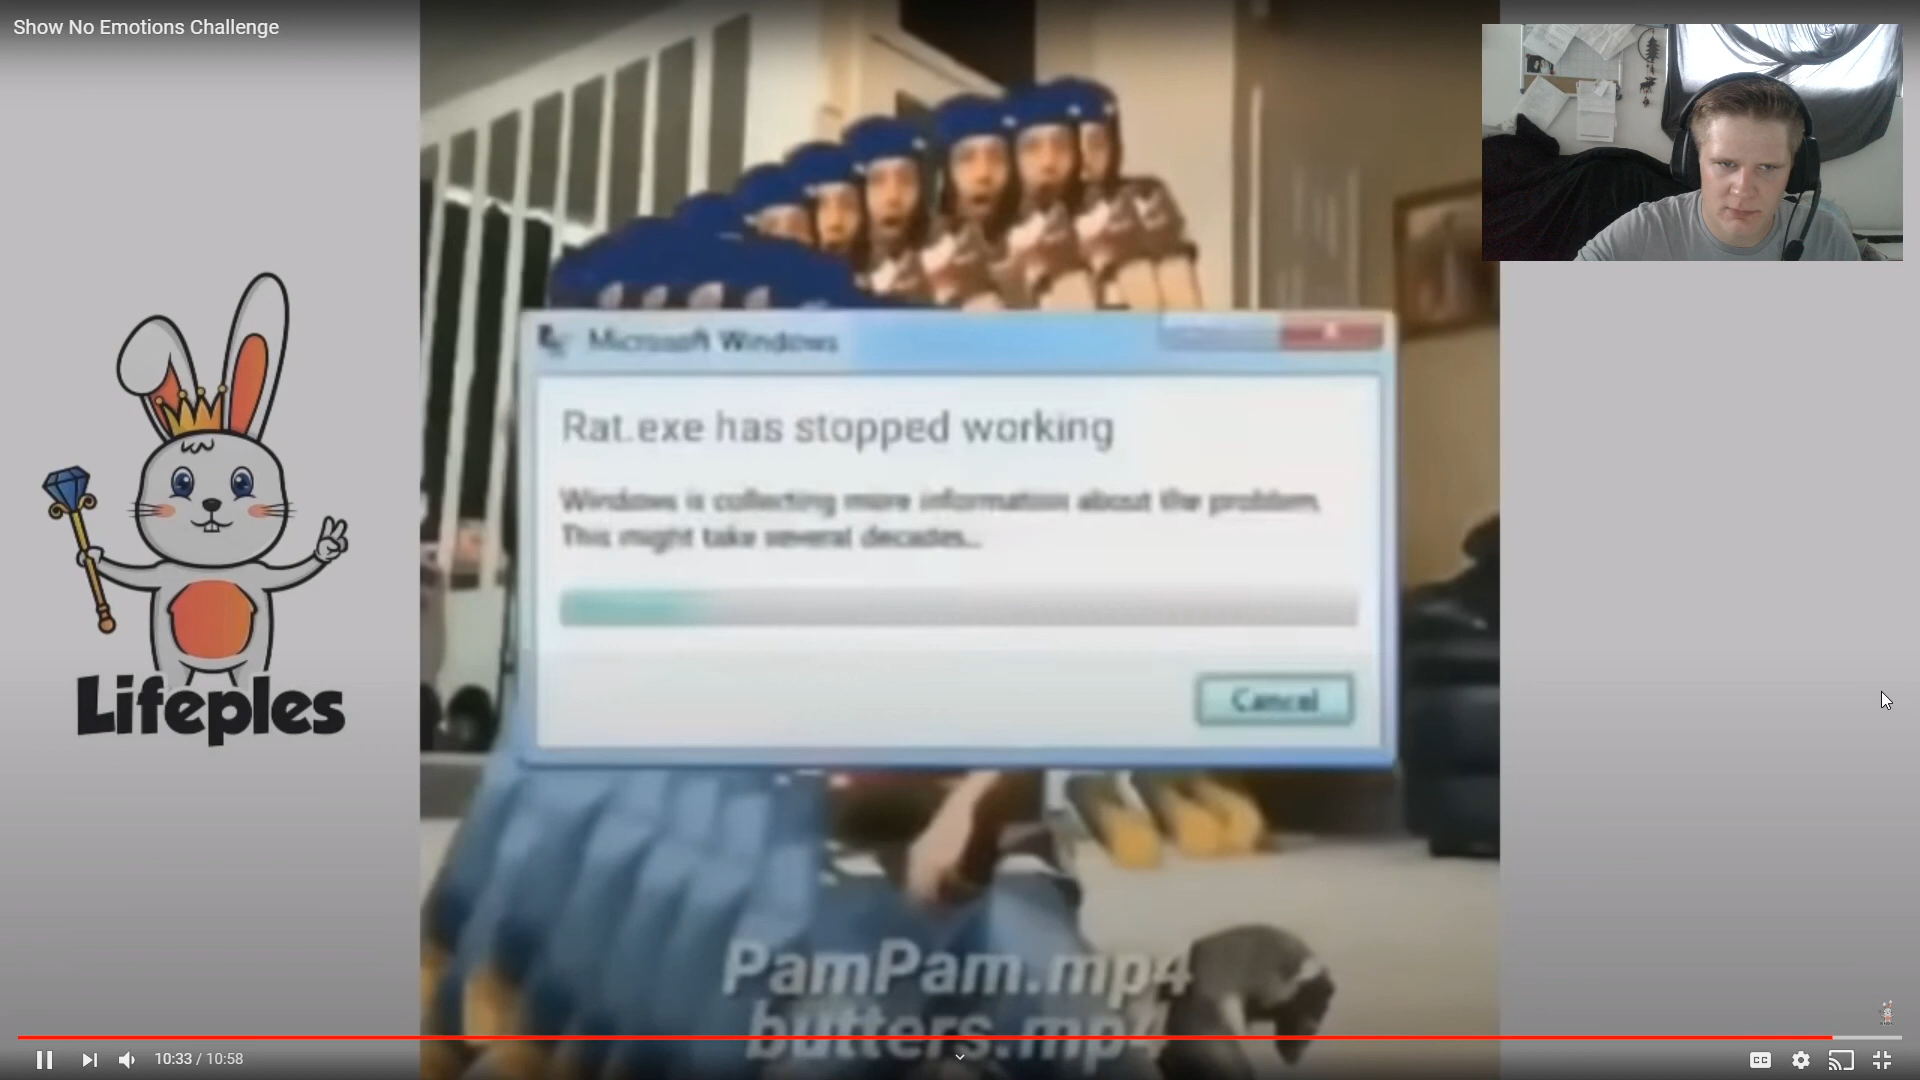 Show No Emotions Challenge
Microsoft Windows
Rat.exe has stopped working
Windows is collecting more information about the problem.
This might take several decades...
Cancel
Lifeples
PamPam.mp4
butters.mp4
10:33 / 10:58
CC